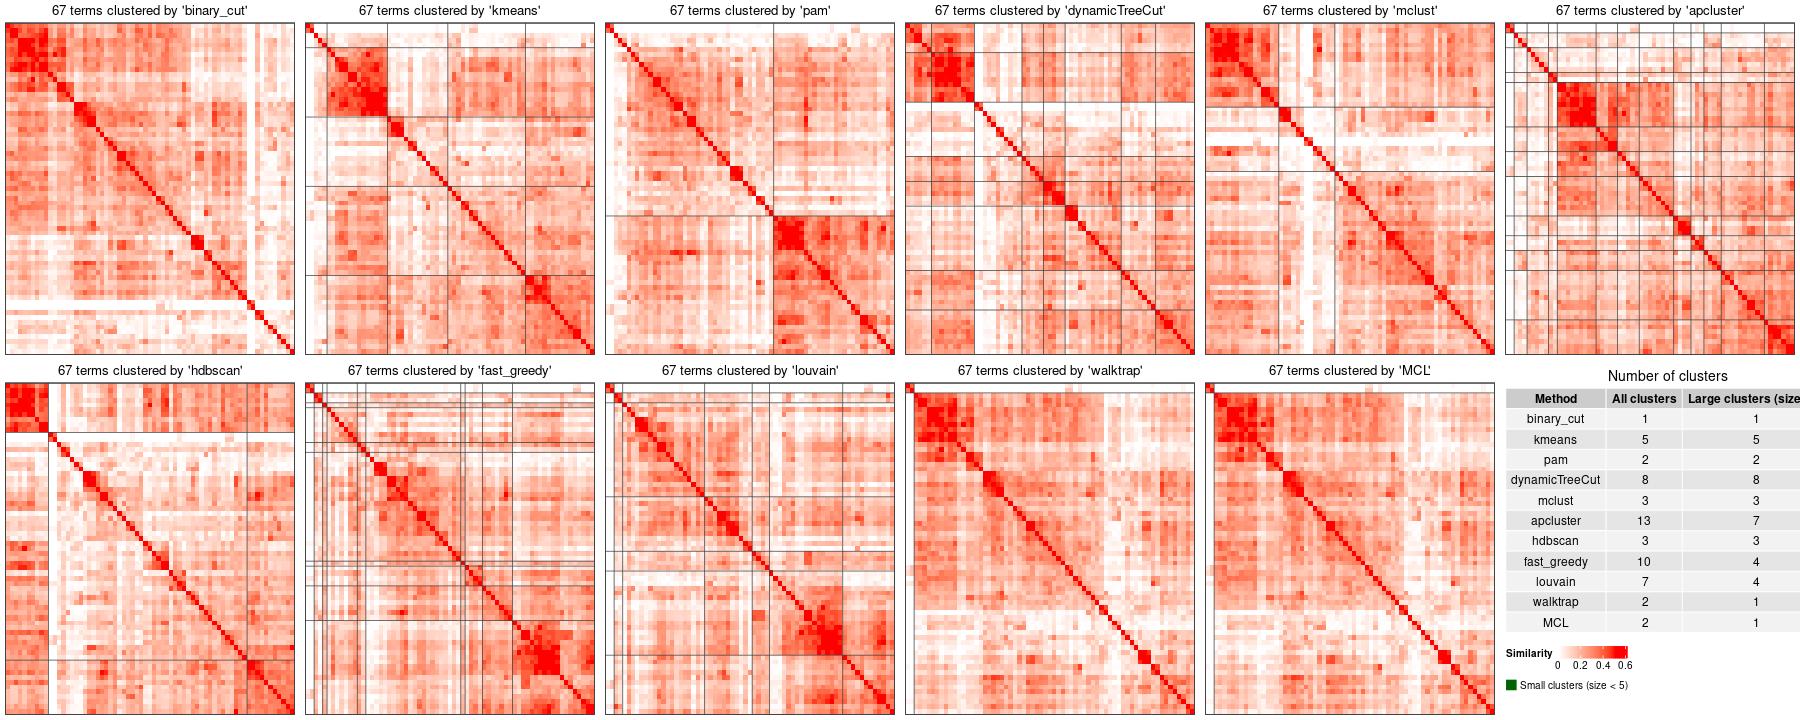 67 terms clustered by 'binary_cut'
67 terms clustered by 'kmeans'
67 terms clustered by 'pam'
67 terms clustered by 'dynamicTreeCut'
67 terms clustered by 'mclust'
67 terms clustered by 'apcluster'
67 terms clustered by 'hdbscan'
67 terms clustered by 'fast_greedy'
67 terms clustered by 'louvain'
67 terms clustered by 'walktrap'
67 terms clustered by 'MCL'
Number of clusters
Method All clusters Large clusters (size
binary_cut 1 1
kmeans 5 5
pam 2 2
dynamicTreeCut 8 8
mclust 3 3
apcluster 13 7
hdbscan 3 3
fast_greedy 10 4
louvain 7 4
walktrap 2 1
MCL 2 1
Similarity
0 0.2 0.4 0.6
Small clusters (size < 5)